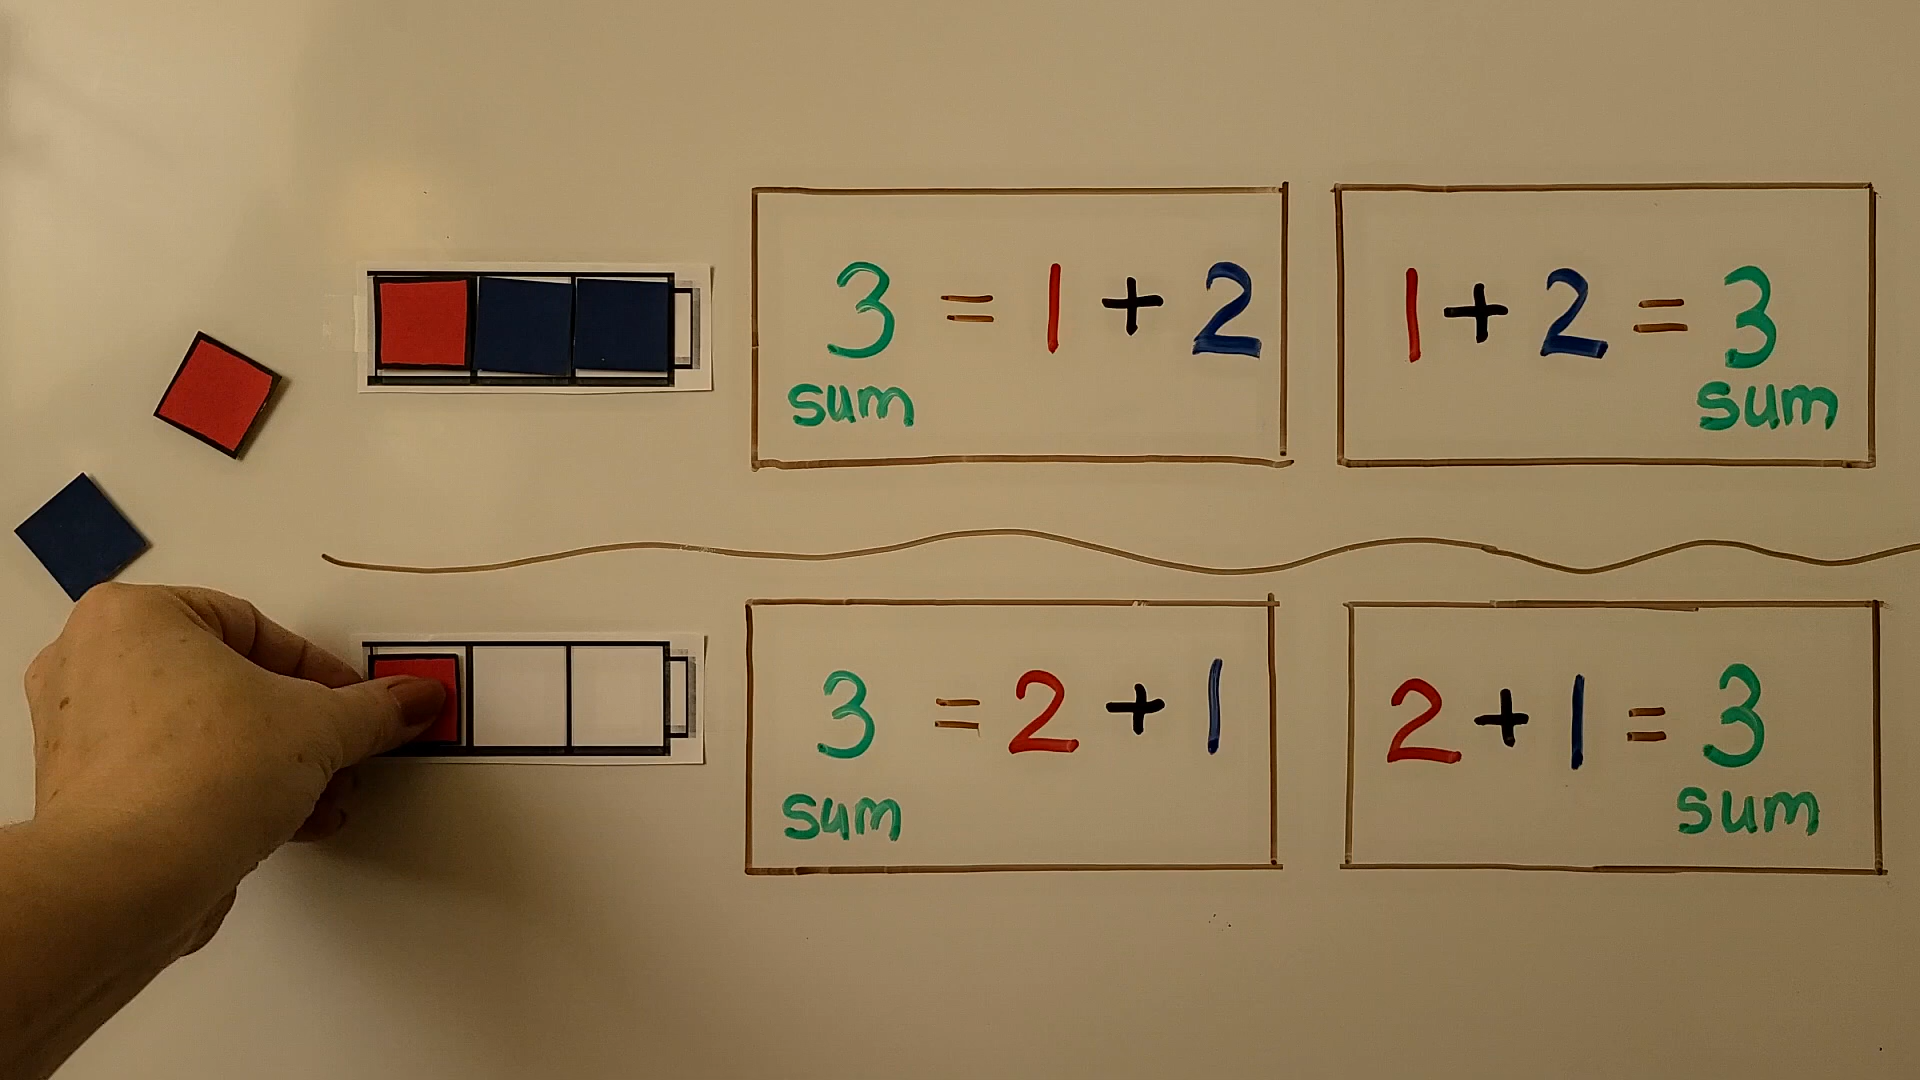 3 = 1 + 2
sum
1 + 2 = 3
sum
3 = 2 + 1
sum
2 + 1 = 3
sum